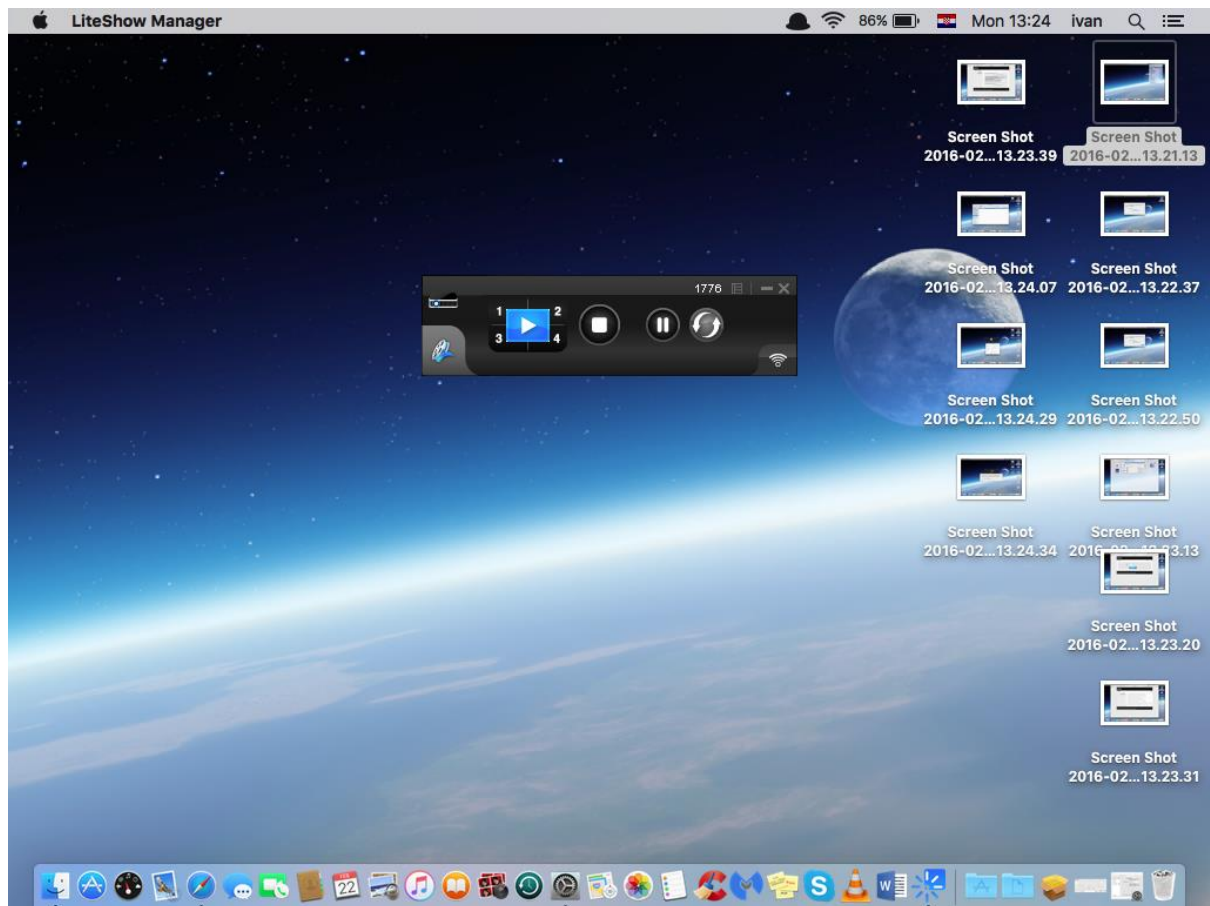 LiteShow Manager
86% Mon 13:24 ivan
Screen Shot
2016-02...13.23.39
Screen Shot
2016-02...13.21.13
Screen Shot
2016-02...13.24.07
Screen Shot
2016-02...13.22.37
1776
1 2
3 4
Screen Shot
2016-02...13.24.29
Screen Shot
2016-02...13.22.50
Screen Shot
2016-02...13.24.34
Screen Shot
Screen Shot
2016-02...13.23.20
Screen Shot
2016-02...13.23.31
22